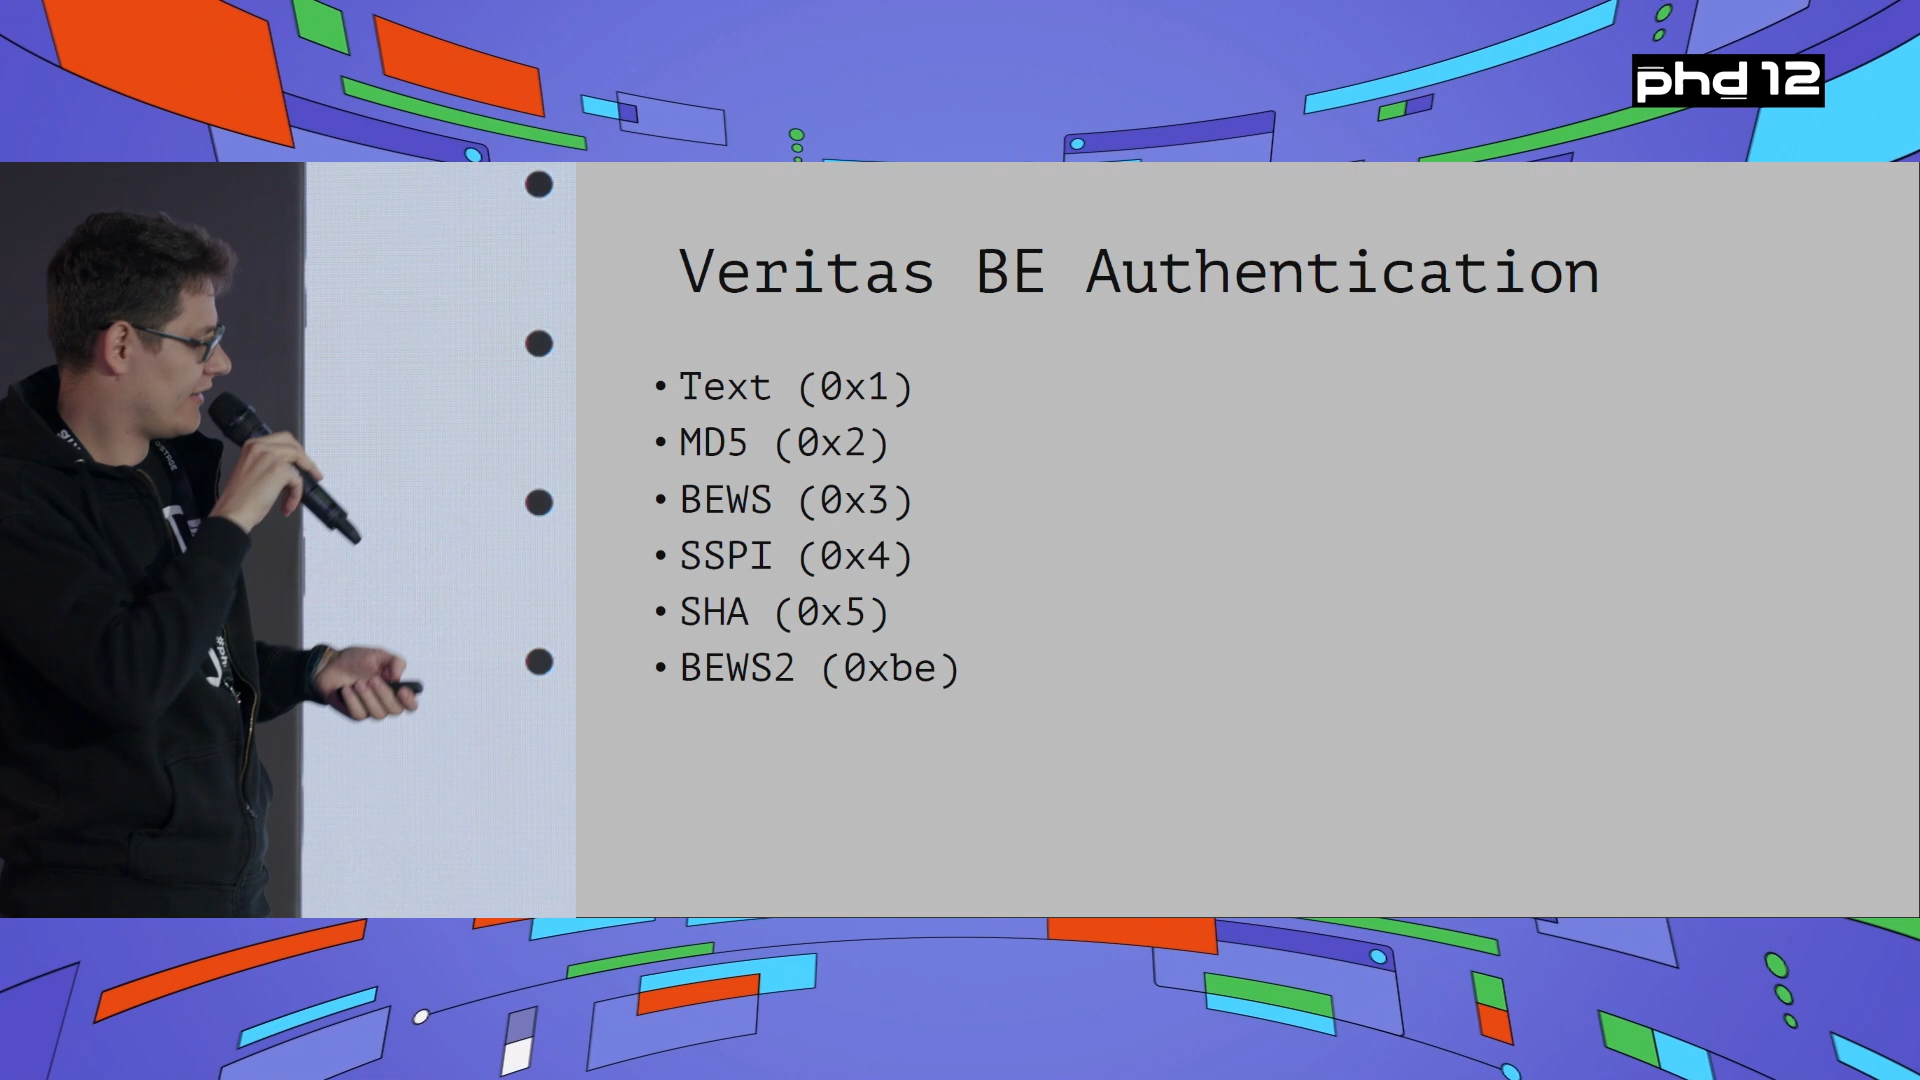 phd 12
Veritas BE Authentication
• Text (0x1)
• MD5 (0x2)
• BEWS (0x3)
• SSPI (0x4)
• SHA (0x5)
• BEWS2 (0xbe)